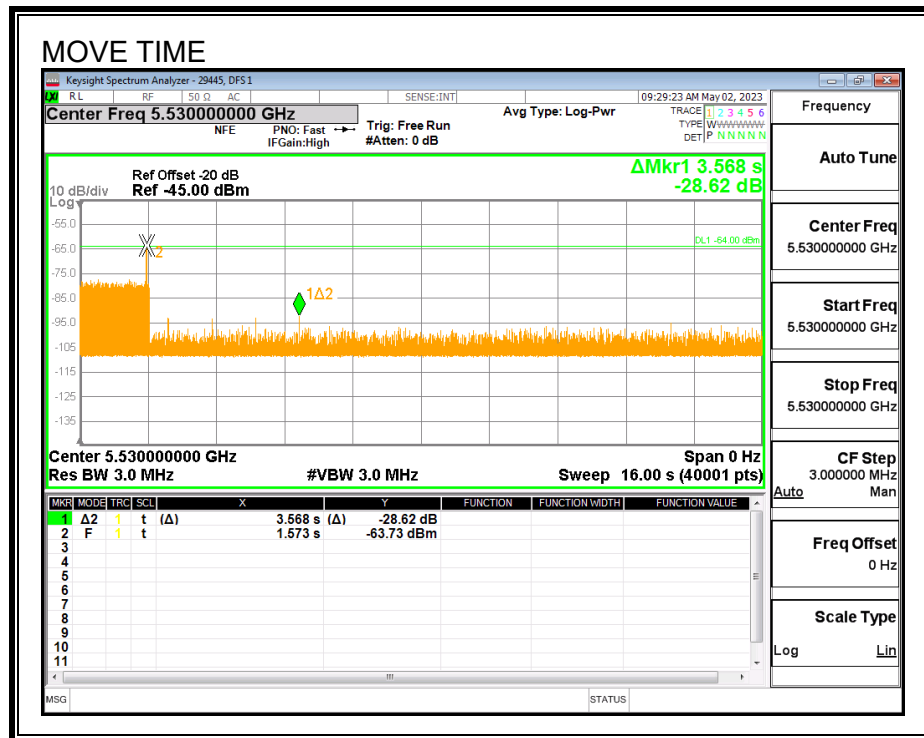 MOVE TIME
Keysight Spectrum Analyzer - 29445, DFS 1
LXI RL RF 50 Ω AC SENSE:INT 09:29:23 AM May 02, 2023
Center Freq 5.530000000 GHz
NFE PNO: Fast Trig: Free Run
IFGain:High #Atten: 0 dB
Avg Type: Log-Pwr
TRACE 1 2 3 4 5 6
TYPE WWWWWW
DET P N N N N N
ΔMkr1 3.568 s
-28.62 dB
Ref Offset -20 dB
10 dB/div Ref -45.00 dBm
Log
-55.0
-65.0
-75.0
-85.0
-95.0
-105
-115
-125
-135
DL1 -64.00 dBm
2
1Δ2
Center 5.530000000 GHz Span 0 Hz
Res BW 3.0 MHz #VBW 3.0 MHz Sweep 16.00 s (40001 pts)
MKR MODE TRC SCL X Y FUNCTION FUNCTION WIDTH FUNCTION VALUE
1 Δ2 1 t (Δ) 3.568 s (Δ) -28.62 dB
2 F 1 t 1.573 s -63.73 dBm
3
4
5
6
7
8
9
10
11
MSG STATUS
Frequency
Auto Tune
Center Freq
5.530000000 GHz
Start Freq
5.530000000 GHz
Stop Freq
5.530000000 GHz
CF Step
3.000000 MHz
Auto Man
Freq Offset
0 Hz
Scale Type
Log Lin